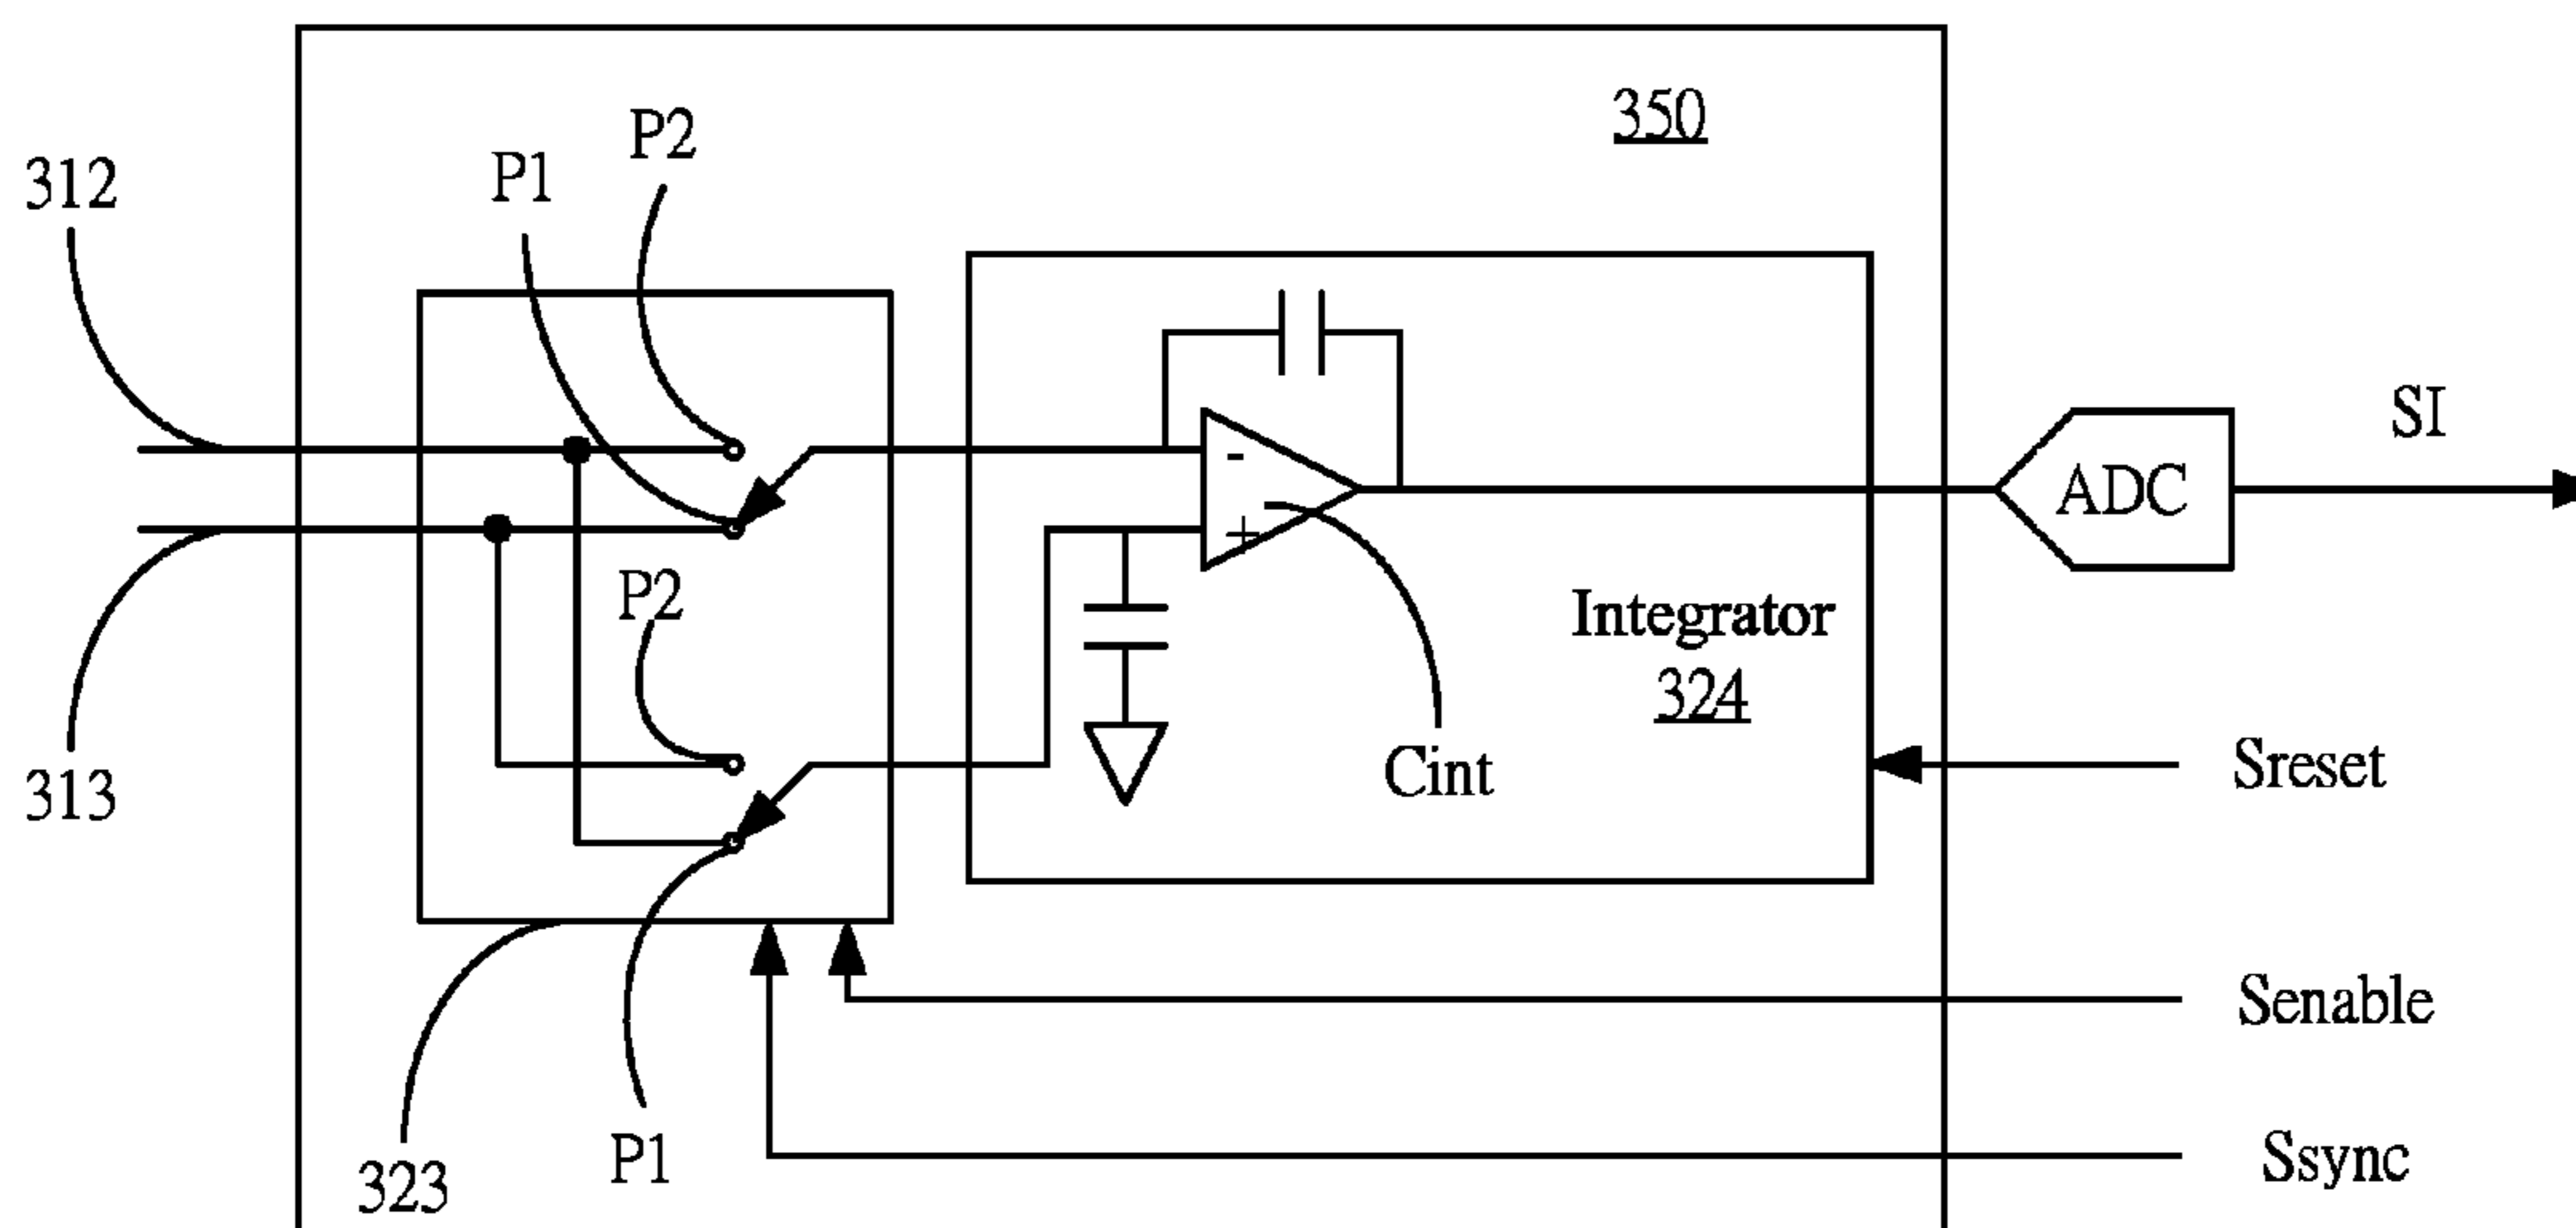 350
P2
P1
312
SI
ADC
-
+
P2
Integrator
324
Cint
313
Sreset
Senable
P1
Ssync
323